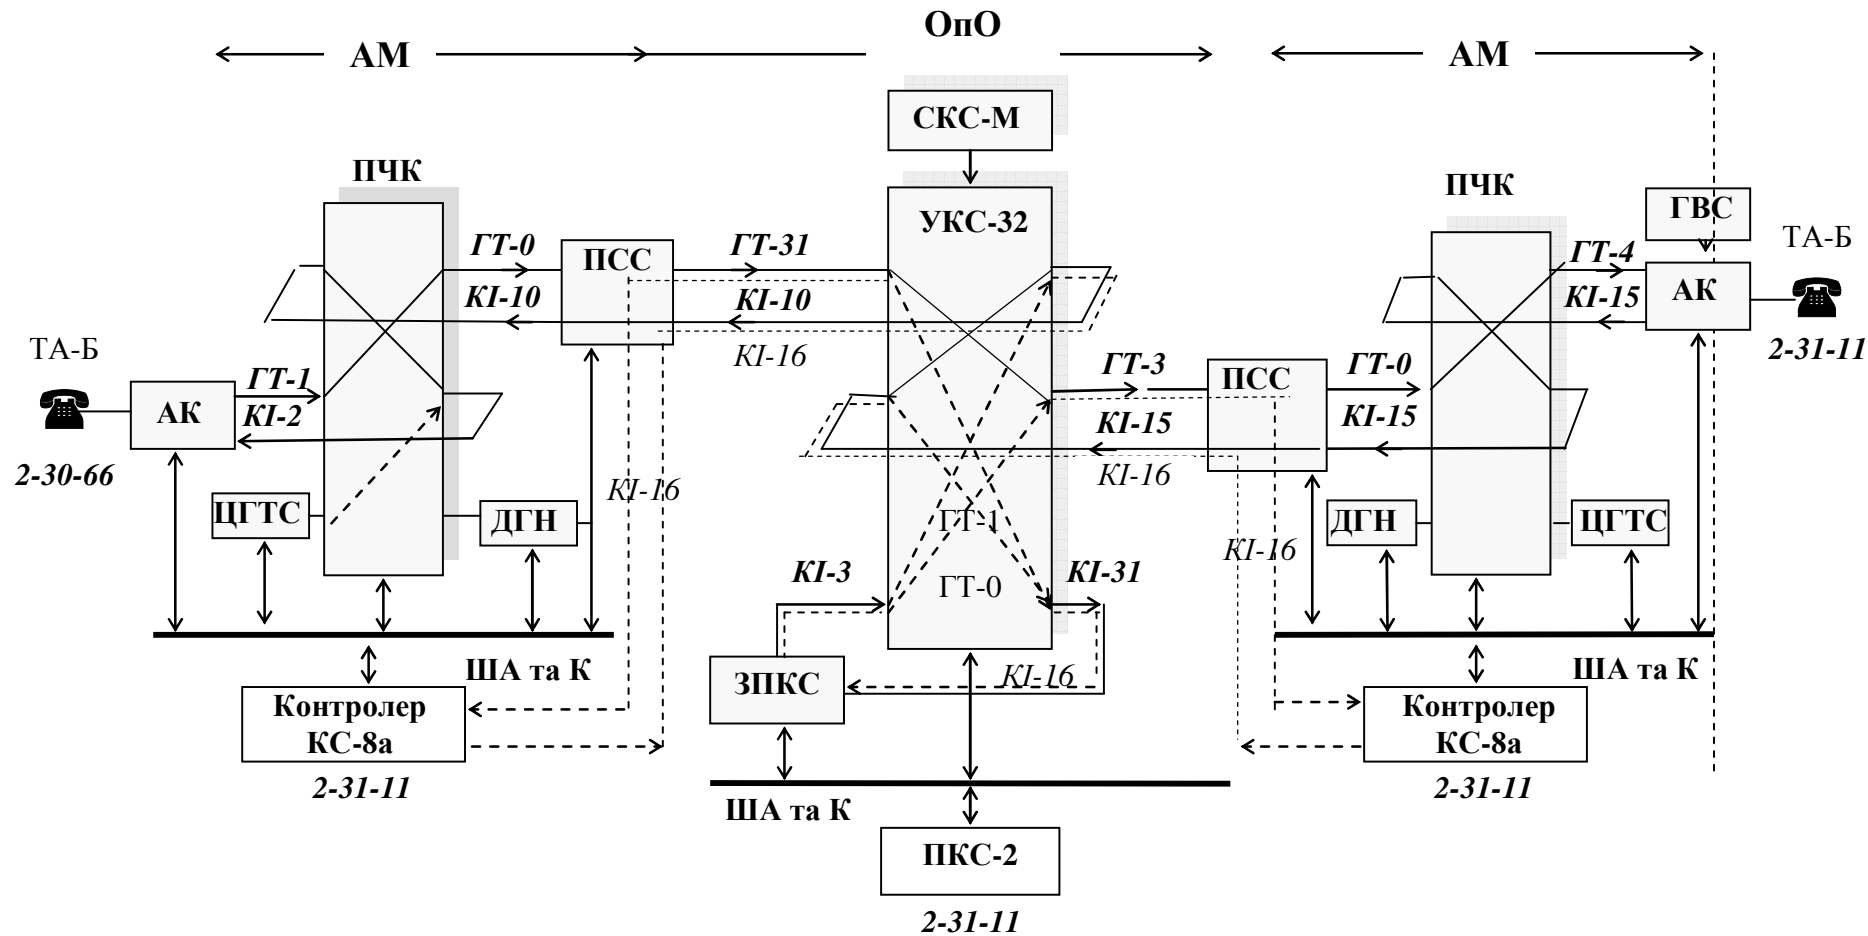 ОпО
АМ
АМ
СКС-М
ПЧК
ПЧК
УКС-32
ГВС
ТА-Б
ГТ-0
ПСС
ГТ-31
ГТ-4
АК
КІ-10
КІ-10
КІ-15
2-31-11
КІ-16
ТА-Б
ГТ-1
АК
КІ-2
2-30-66
ГТ-3
ПСС
ГТ-0
КІ-15
КІ-15
КІ-16
КІ-16
ЦГТС
ДГН
ГТ-1
КІ-16
ДГН
ЦГТС
КІ-3
ГТ-0
КІ-31
ША та К
ЗПКС
КІ-16
ША та К
Контролер
КС-8а
2-31-11
Контролер
КС-8а
2-31-11
ША та К
ПКС-2
2-31-11